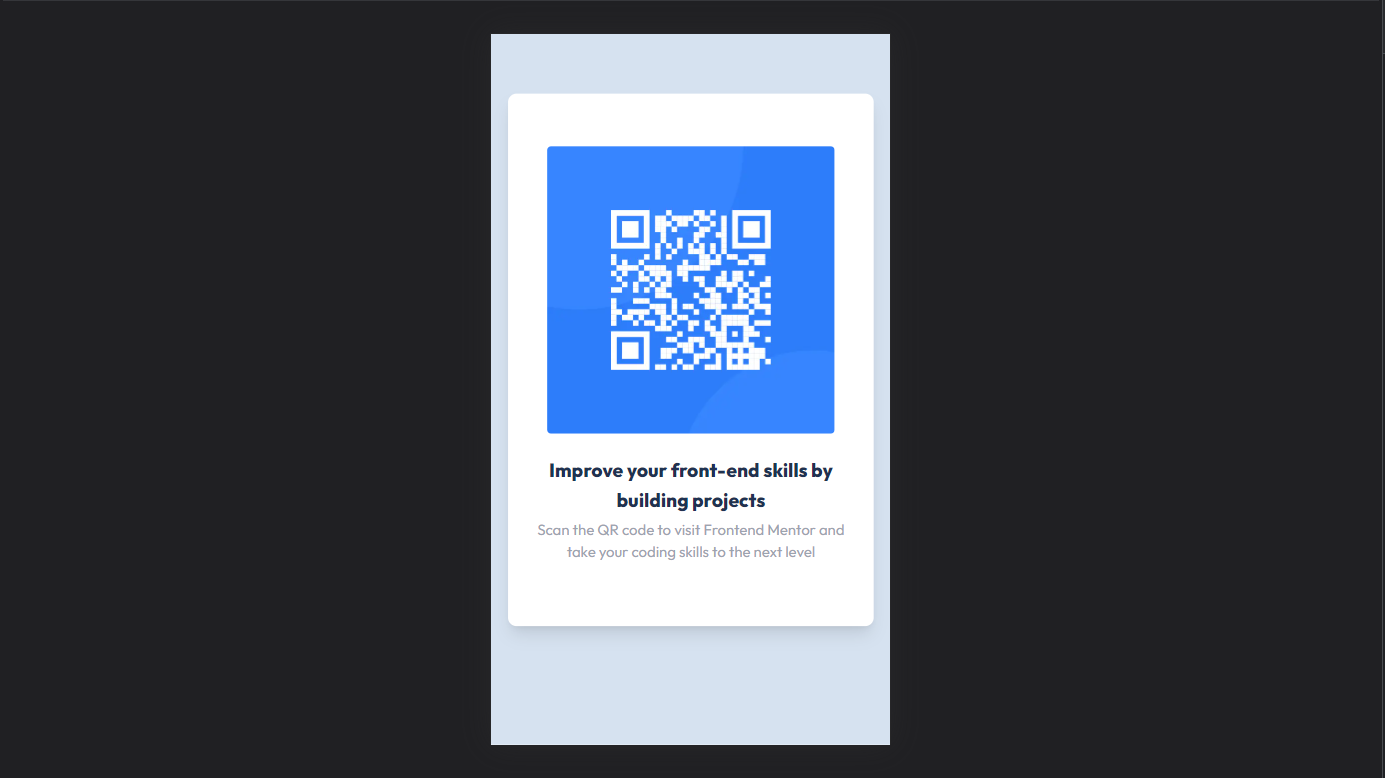 Improve your front-end skills by
building projects
Scan the QR code to visit Frontend Mentor and
take your coding skills to the next level